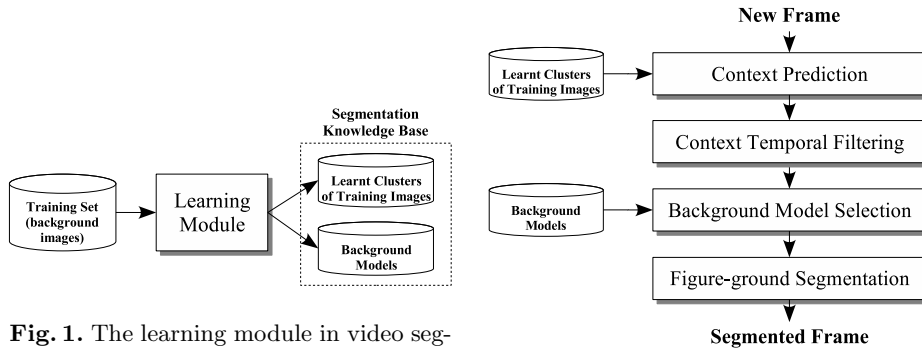 Training Set
(background
images)
Learning
Module
Segmentation
Knowledge Base
Learnt Clusters
of Training Images
Background
Models
Fig. 1. The learning module in video seg-
New Frame
Learnt Clusters
of Training Images
Context Prediction
Context Temporal Filtering
Background
Models
Background Model Selection
Figure-ground Segmentation
Segmented Frame